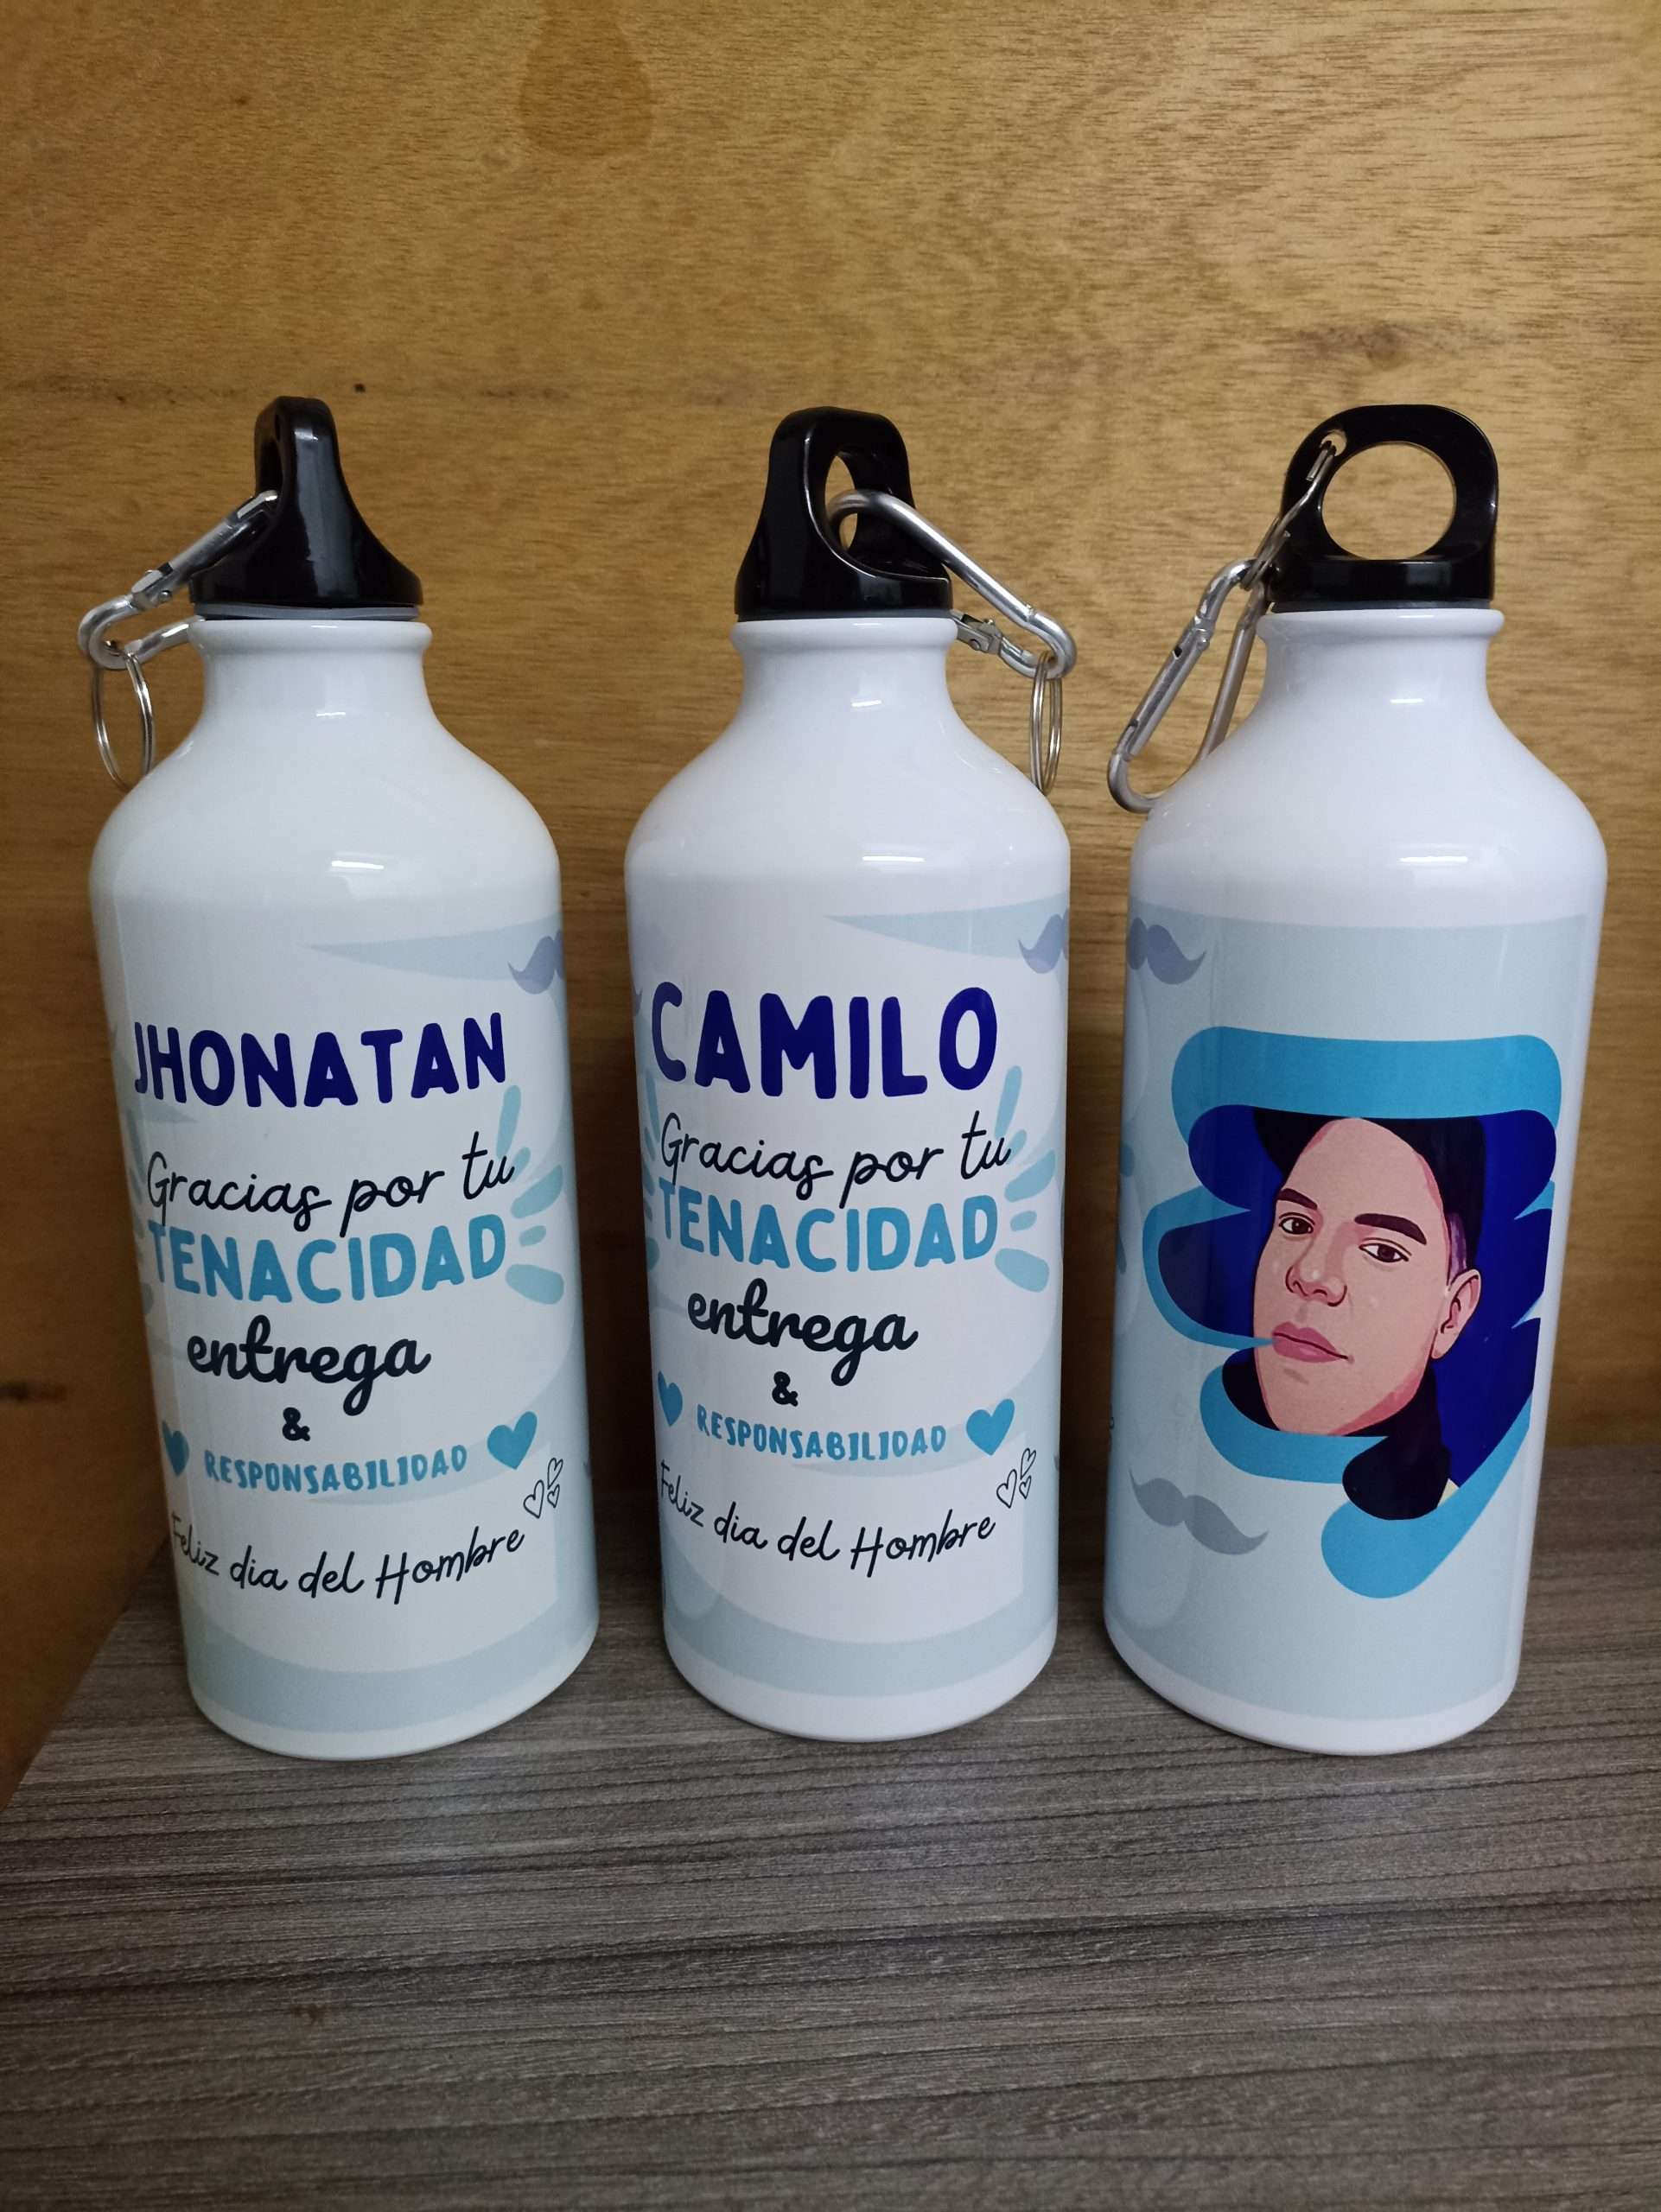 JHONATAN
Gracias por tu
TENACIDAD
entrega
&
RESPONSABILIDAD
Feliz dia del Hombre
CAMILO
Gracias por tu
TENACIDAD
entrega
&
RESPONSABILIDAD
Feliz dia del Hombre